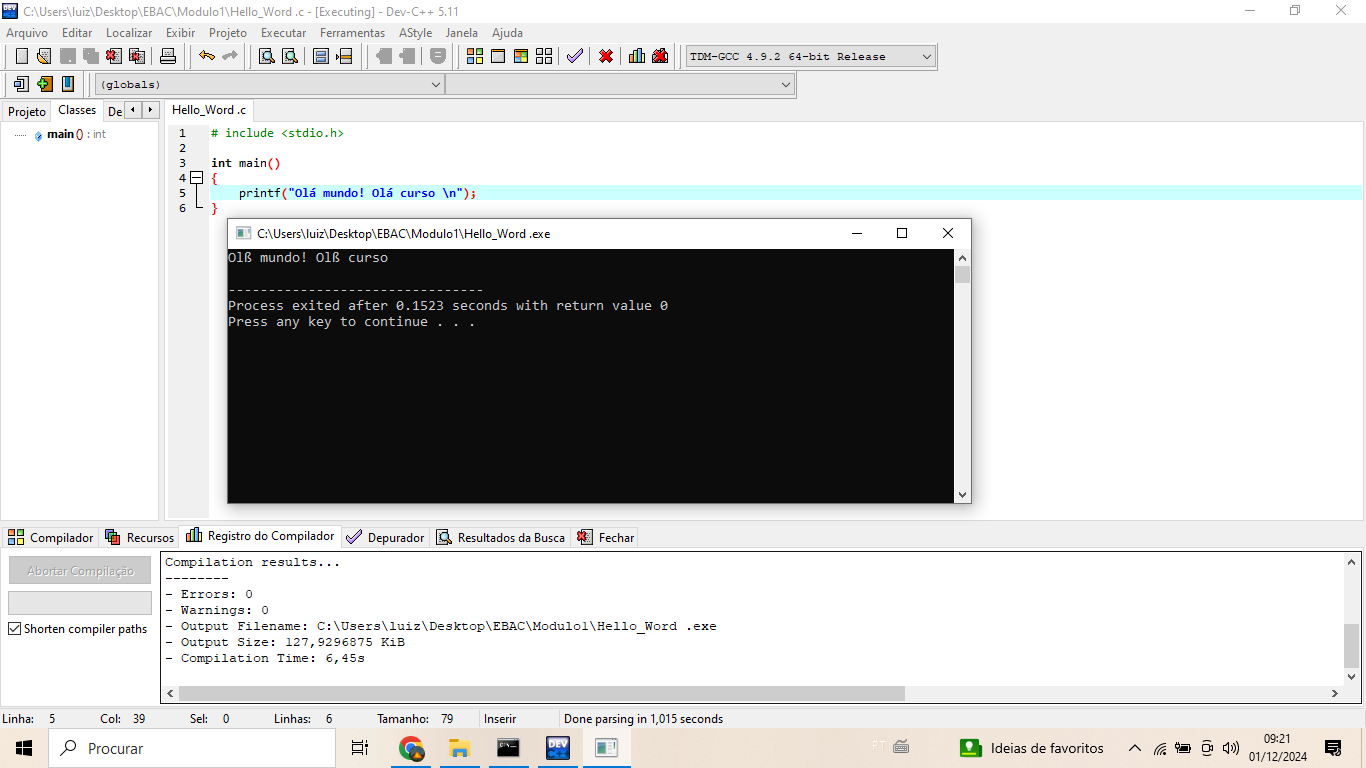 C:\Users\luiz\Desktop\EBAC\Modulo1\Hello_Word .c - [Executing] - Dev-C++ 5.11
Arquivo Editar Localizar Exibir Projeto Executar Ferramentas AStyle Janela Ajuda
TDM-GCC 4.9.2 64-bit Release
(globals)
Projeto Classes De
Hello_Word .c
main () : int
1 # include <stdio.h>
2
3 int main()
4 {
5 printf("Olá mundo! Olá curso \n");
6 }
C:\Users\luiz\Desktop\EBAC\Modulo1\Hello_Word .exe
Olß mundo! Olß curso
--------------------------------
Process exited after 0.1523 seconds with return value 0
Press any key to continue . . .
Compilador Recursos Registro do Compilador Depurador Resultados da Busca Fechar
Abortar Compilação
Shorten compiler paths
Compilation results...
--------
- Errors: 0
- Warnings: 0
- Output Filename: C:\Users\luiz\Desktop\EBAC\Modulo1\Hello_Word .exe
- Output Size: 127,9296875 KiB
- Compilation Time: 6,45s
Linha: 5 Col: 39 Sel: 0 Linhas: 6 Tamanho: 79 Inserir Done parsing in 1,015 seconds
DEV
Procurar
PT
Ideias de favoritos
09:21
01/12/2024